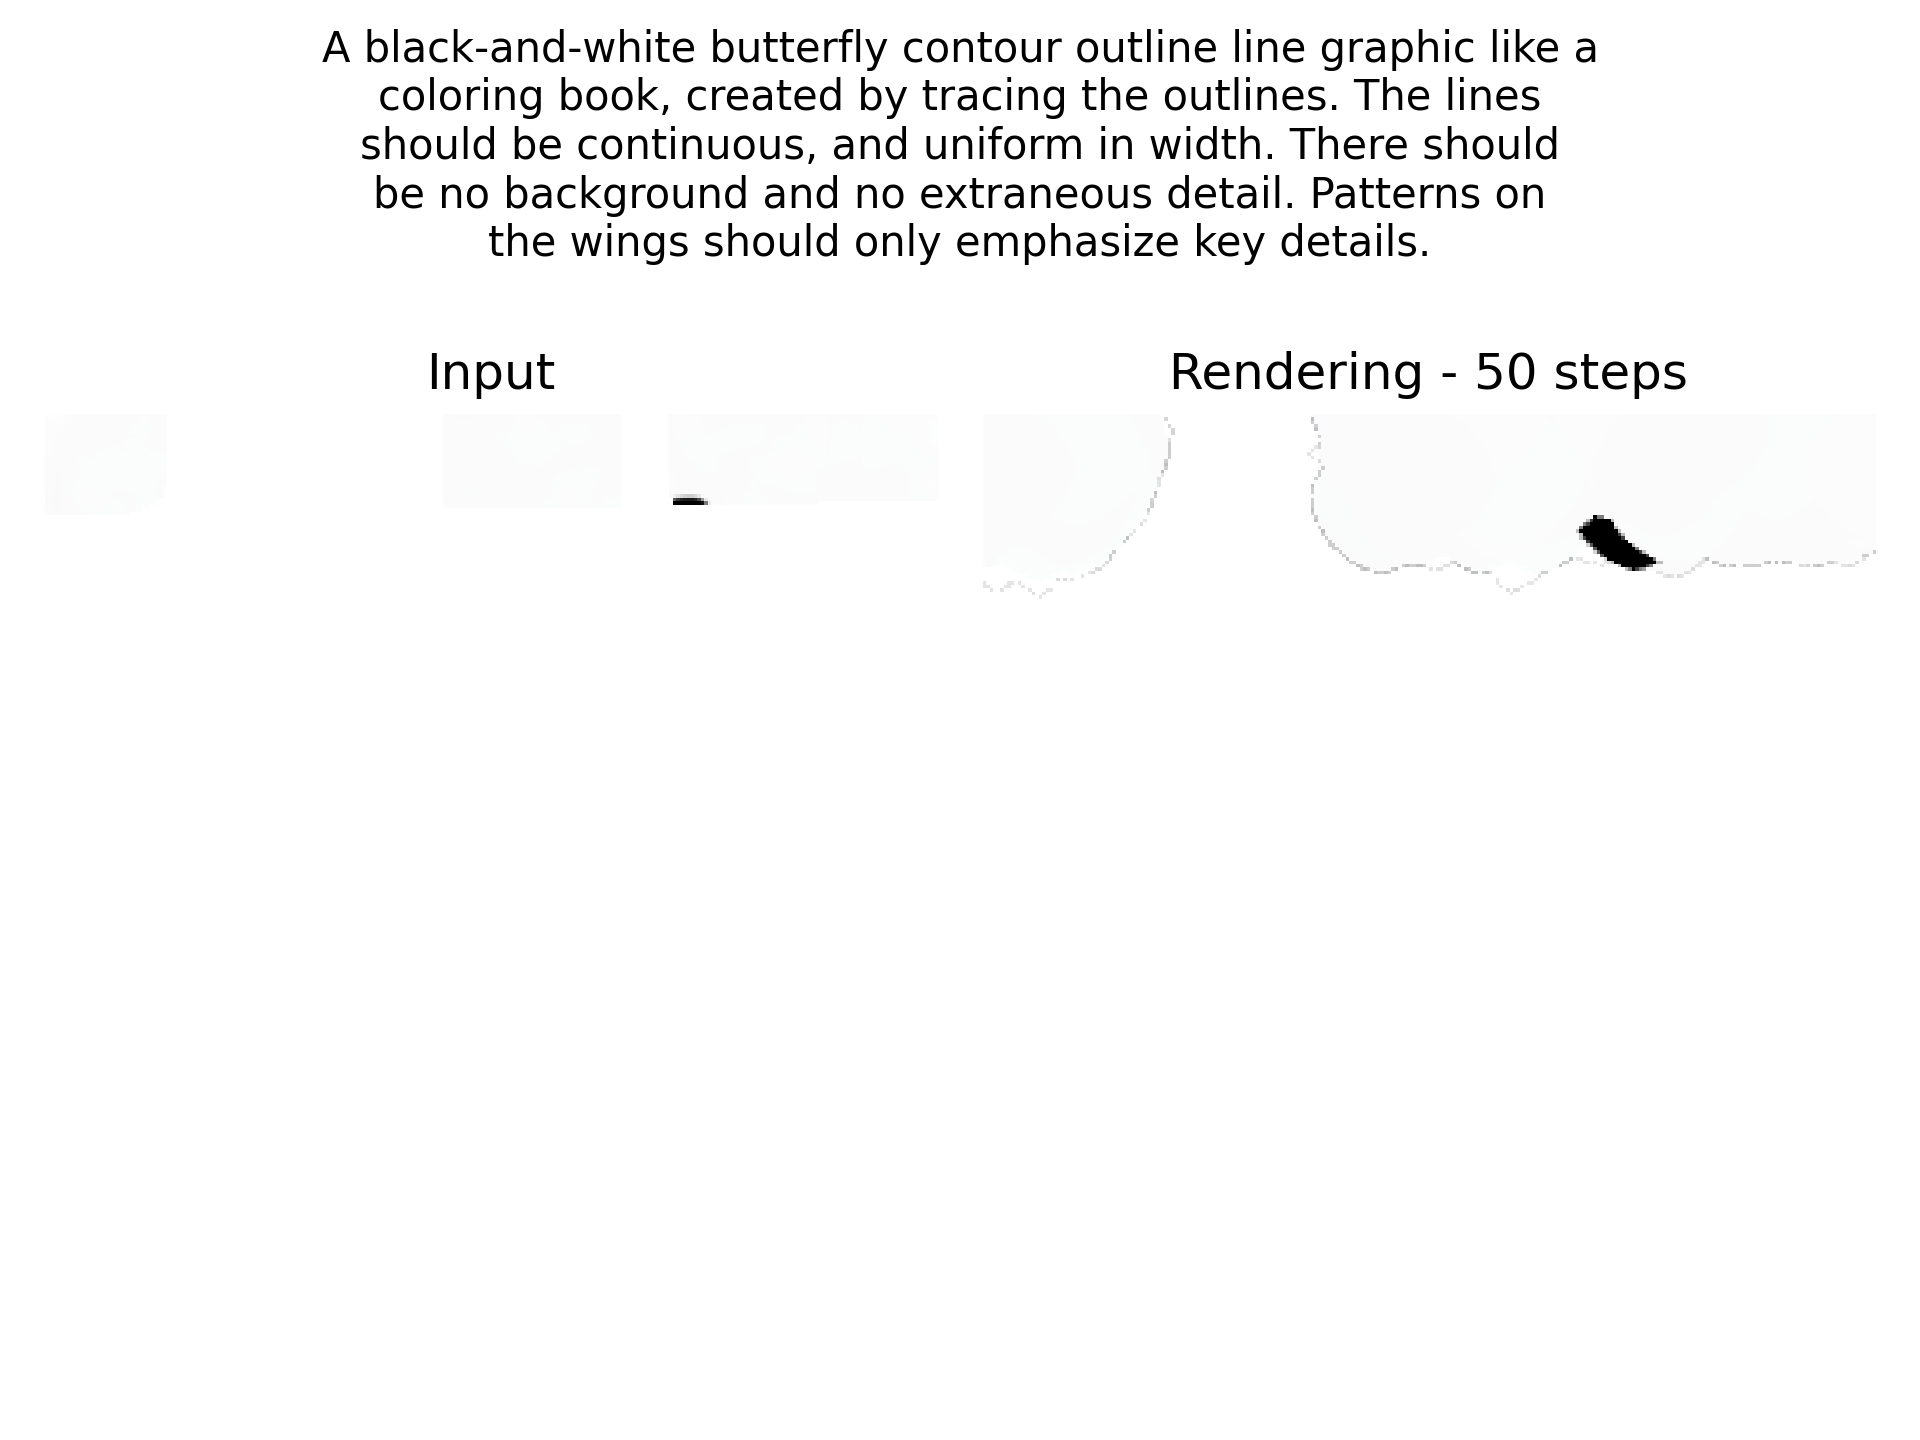 A black-and-white butterfly contour outline line graphic like a
coloring book, created by tracing the outlines. The lines
should be continuous, and uniform in width. There should
be no background and no extraneous detail. Patterns on
the wings should only emphasize key details.
Input
Rendering - 50 steps